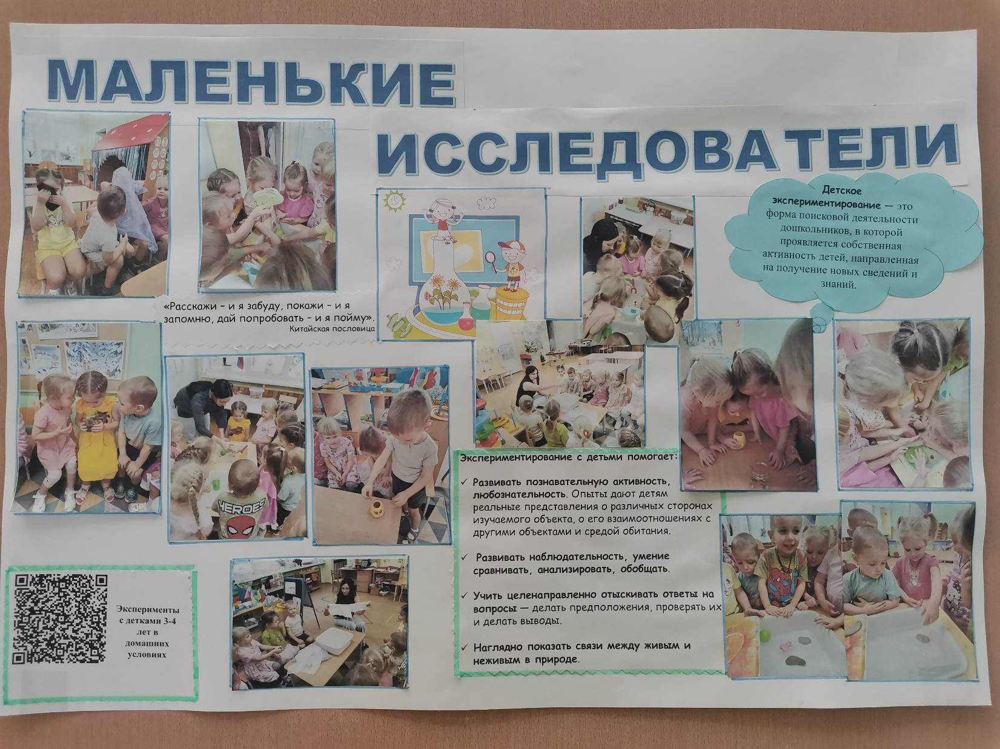 МАЛЕНЬКИЕ
ИССЛЕДОВАТЕЛИ
Детское
экспериментирование — это
форма поисковой деятельности
дошкольников, в которой
проявляется собственная
активность детей, направленная
на получение новых сведений и
знаний.
«Расскажи – и я забуду, покажи – и я
запомню, дай попробовать – и я пойму».
Китайская пословица
HEROES
Экспериментирование с детьми помогает:
✓ Развивать познавательную активность,
любознательность. Опыты дают детям
реальные представления о различных сторонах
изучаемого объекта, о его взаимоотношениях с
другими объектами и средой обитания.
✓ Развивать наблюдательность, умение
сравнивать, анализировать, обобщать.
✓ Учить целенаправленно отыскивать ответы на
вопросы — делать предположения, проверять их
и делать выводы.
✓ Наглядно показать связи между живым и
неживым в природе.
Эксперименты
с детками 3-4
лет в
домашних
условиях